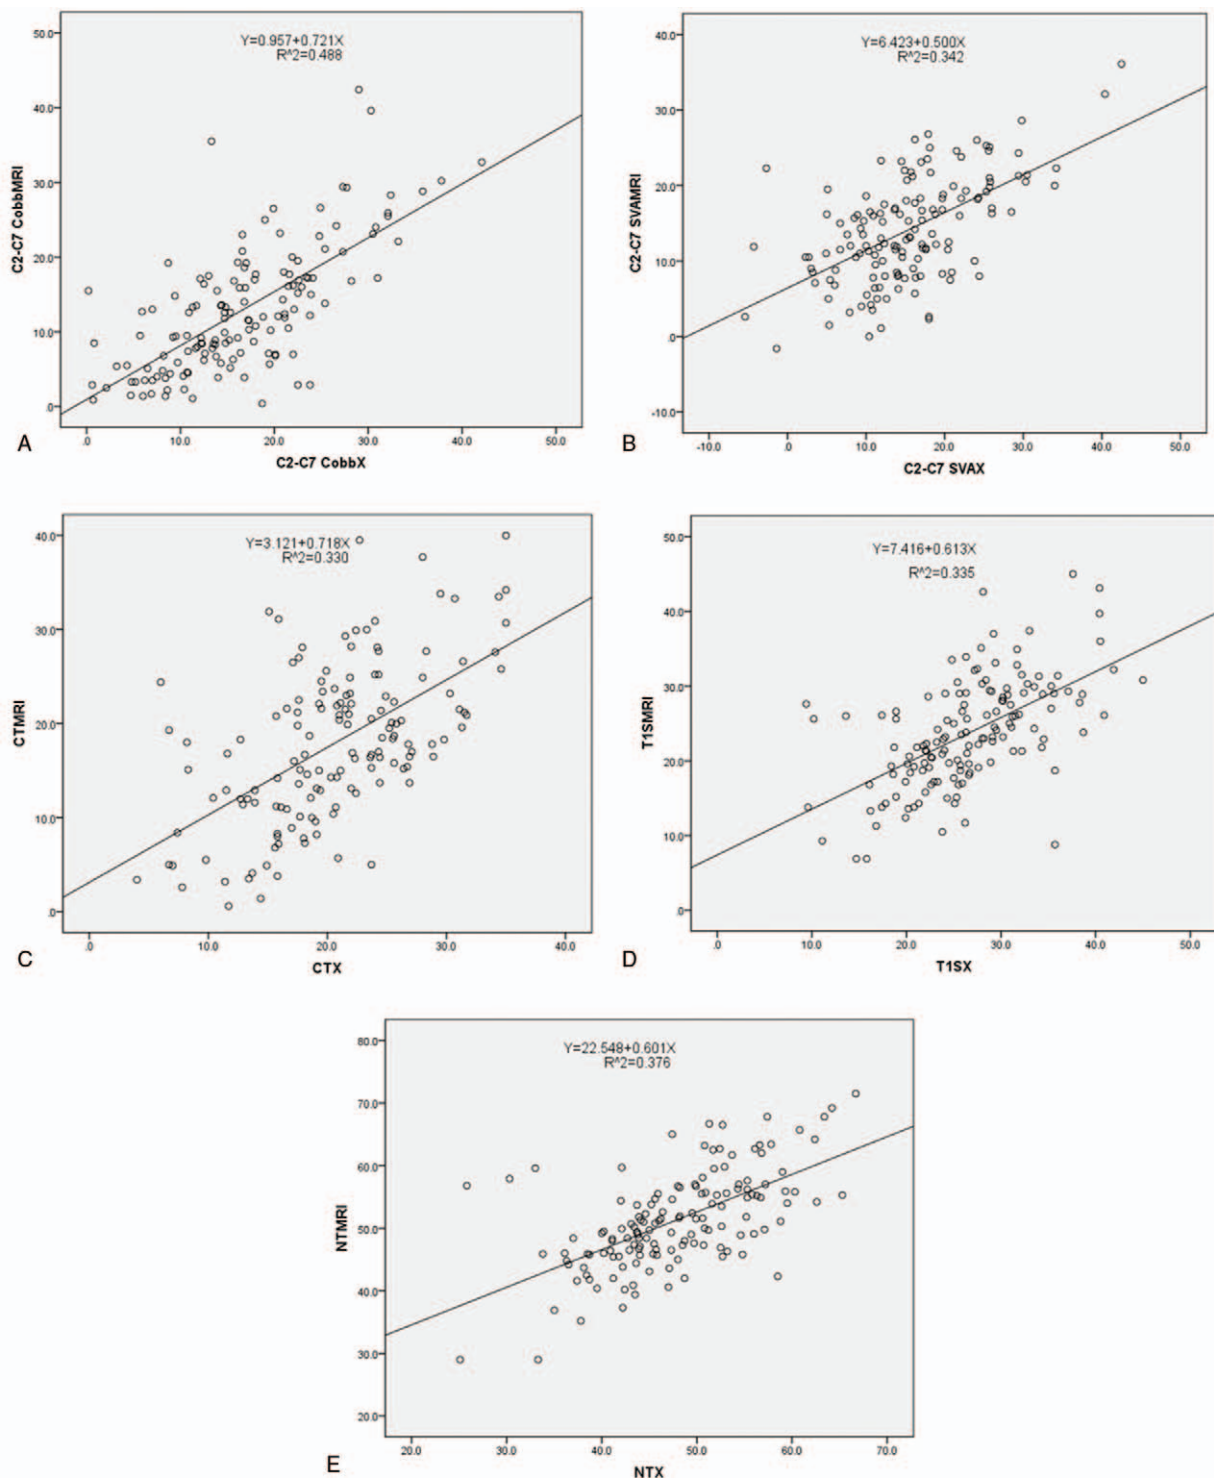 Y=0.957+0.721X
R^2=0.488
50.0
40.0
30.0
20.0
10.0
.0
C2-C7 CobbMRI
.0 10.0 20.0 30.0 40.0 50.0
C2-C7 CobbX
A
Y=6.423+0.500X
R^2=0.342
40.0
30.0
20.0
10.0
.0
-10.0
C2-C7 SVAMRI
-10.0 .0 10.0 20.0 30.0 40.0 50.0
C2-C7 SVAX
B
Y=3.121+0.718X
R^2=0.330
40.0
30.0
20.0
10.0
.0
CTMRI
.0 10.0 20.0 30.0 40.0
CTX
C
Y=7.416+0.613X
R^2=0.335
50.0
40.0
30.0
20.0
10.0
.0
T1SMRI
.0 10.0 20.0 30.0 40.0 50.0
T1SX
D
Y=22.548+0.601X
R^2=0.376
80.0
70.0
60.0
50.0
40.0
30.0
20.0
NTMRI
20.0 30.0 40.0 50.0 60.0 70.0
NTX
E